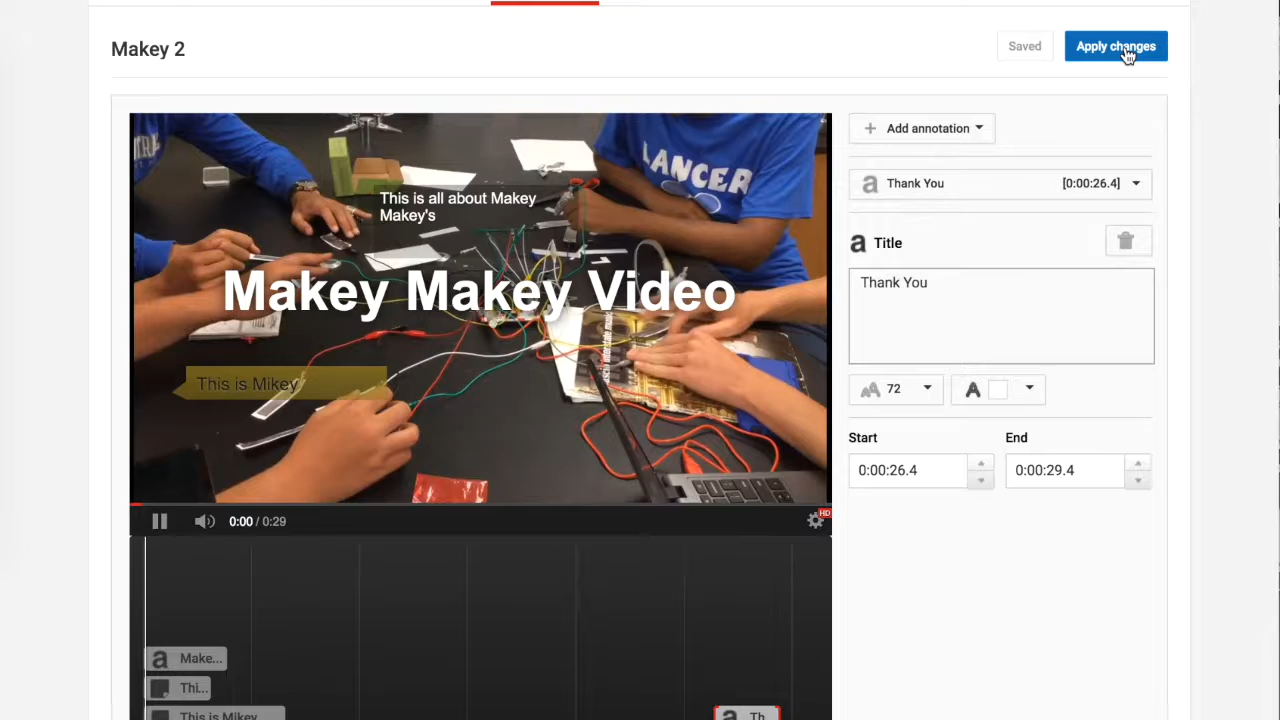 Makey 2
Saved
Apply changes
Add annotation
a Thank You [0:00:26.4]
a Title
Thank You
72
A
Start
End
0:00:26.4
0:00:29.4
LANCER
This is all about Makey
Makey's
Makey Makey Video
This is Mikey
0:00 / 0:29
HD
a Make...
Thi...
This is Mikey
a Th